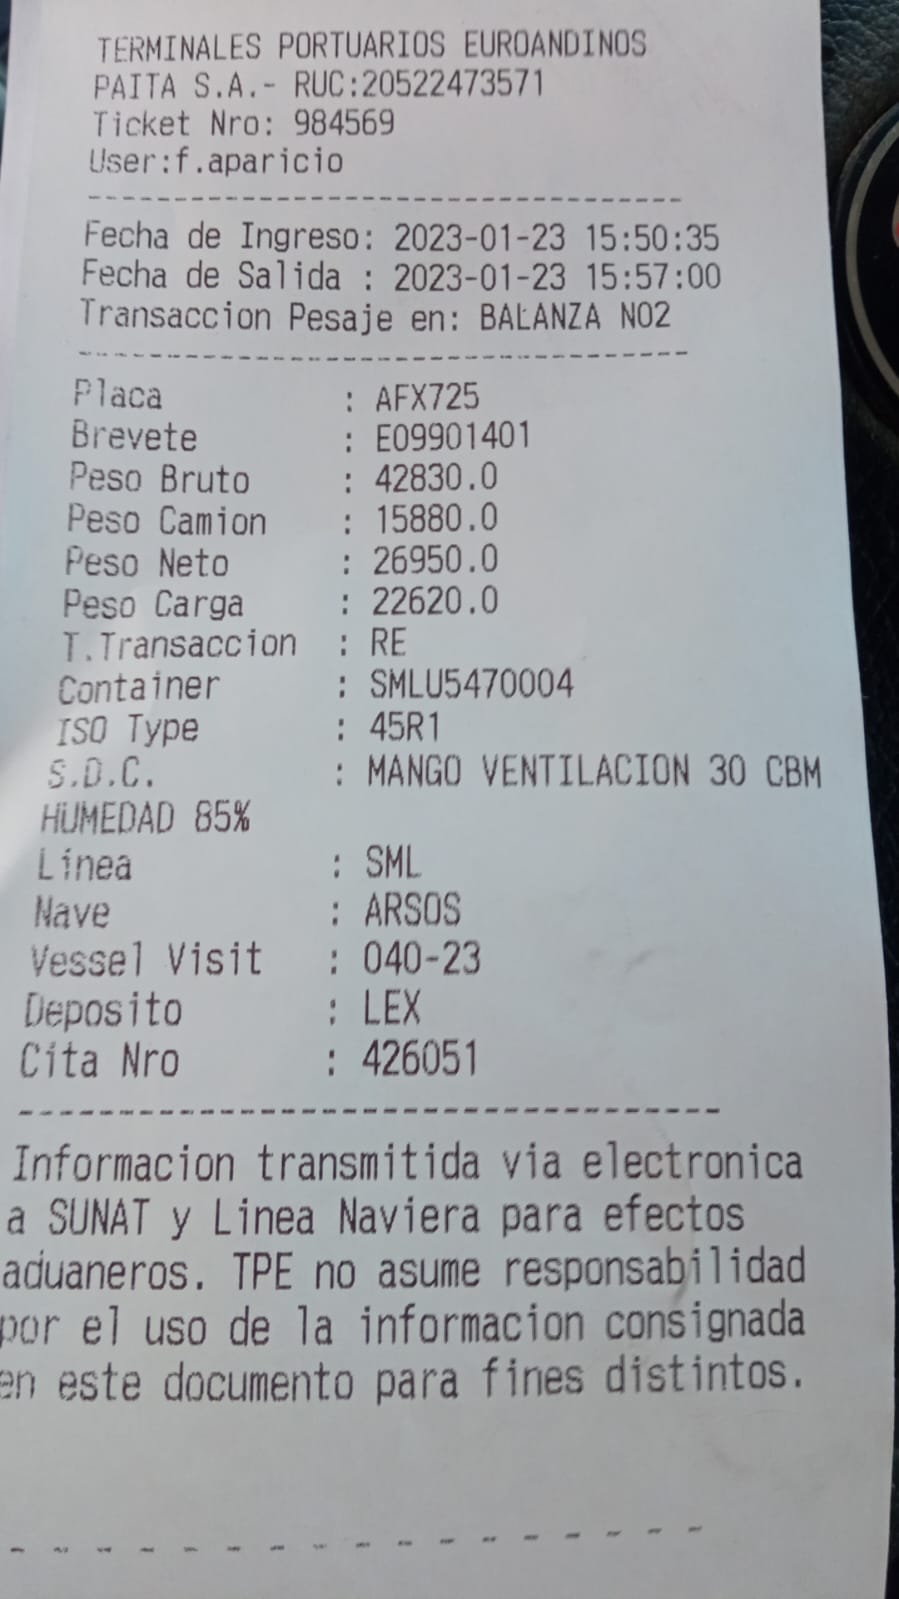 TERMINALES PORTUARIOS EUROANDINOS
PAITA S.A.- RUC:20522473571
Ticket Nro: 984569
User:f.aparicio
Fecha de Ingreso: 2023-01-23 15:50:35
Fecha de Salida : 2023-01-23 15:57:00
Transaccion Pesaje en: BALANZA N02
Placa : AFX725
Brevete : E09901401
Peso Bruto : 42830.0
Peso Camion : 15880.0
Peso Neto : 26950.0
Peso Carga : 22620.0
T.Transaccion : RE
Container : SMLU5470004
ISO Type : 45R1
S.D.C. : MANGO VENTILACION 30 CBM
HUMEDAD 85%
Linea : SML
Nave : ARSOS
Vessel Visit : 040-23
Deposito : LEX
Cita Nro : 426051
Informacion transmitida via electronica
a SUNAT y Linea Naviera para efectos
aduaneros. TPE no asume responsabilidad
por el uso de la informacion consignada
en este documento para fines distintos.